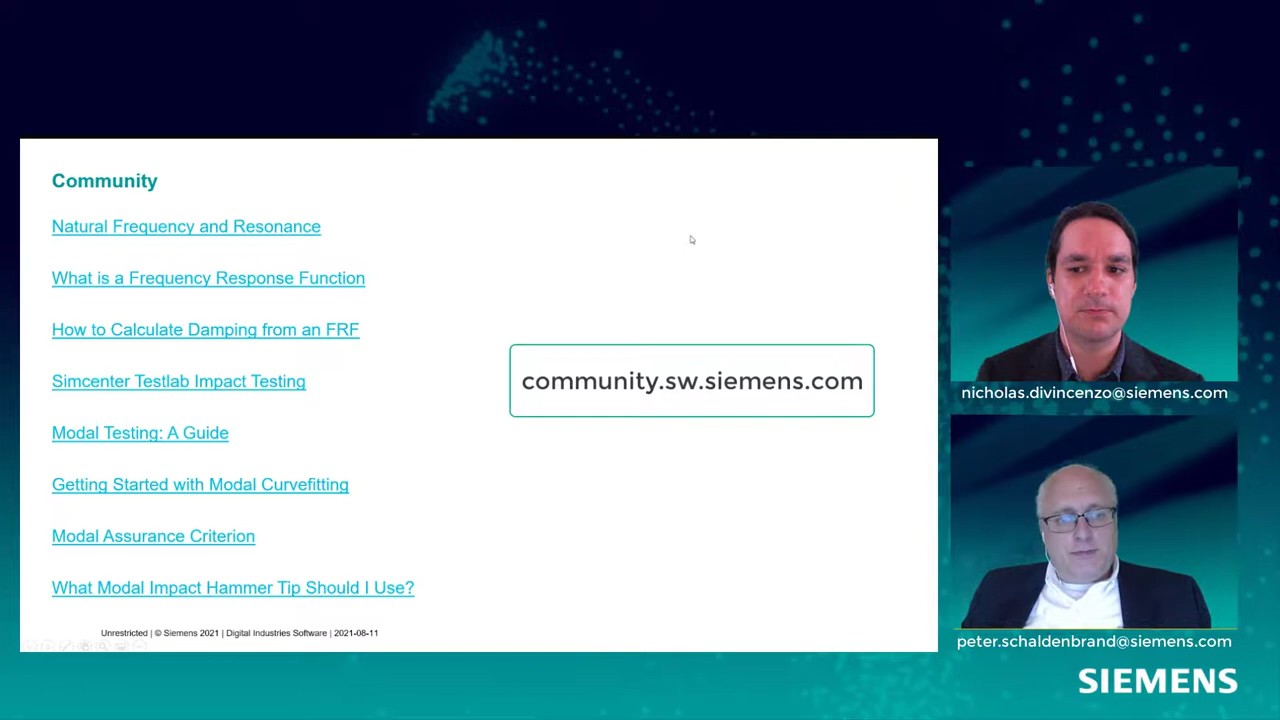 Community
Natural Frequency and Resonance
What is a Frequency Response Function
How to Calculate Damping from an FRF
Simcenter Testlab Impact Testing
Modal Testing: A Guide
Getting Started with Modal Curvefitting
Modal Assurance Criterion
What Modal Impact Hammer Tip Should I Use?
community.sw.siemens.com
Unrestricted | © Siemens 2021 | Digital Industries Software | 2021-08-11
nicholas.divincenzo@siemens.com
peter.schaldenbrand@siemens.com
SIEMENS